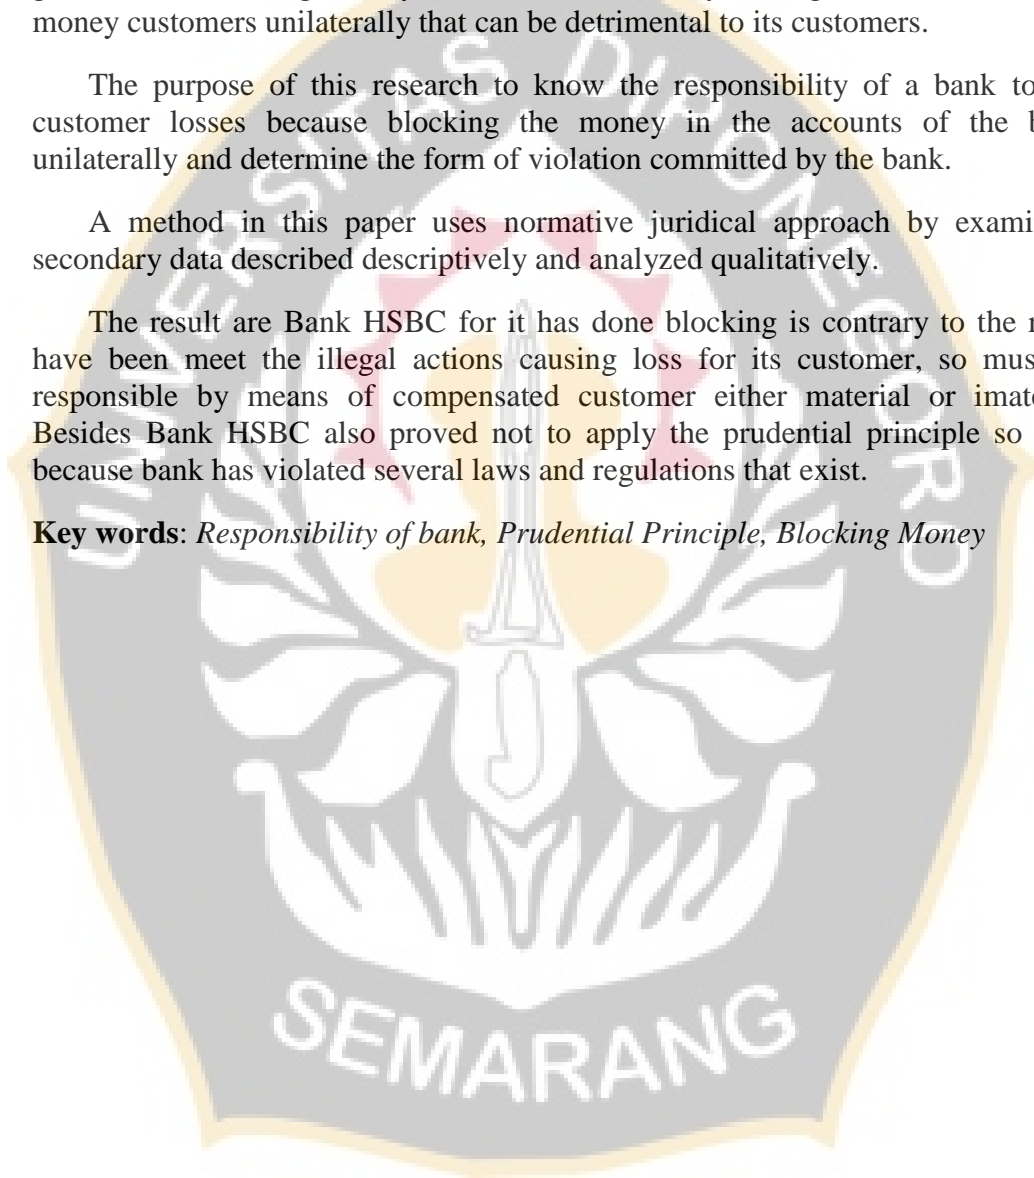 money customers unilaterally that can be detrimental to its customers.
The purpose of this research to know the responsibility of a bank to
customer losses because blocking the money in the accounts of the
unilaterally and determine the form of violation committed by the bank.
A method in this paper uses normative juridical approach by
secondary data described descriptively and analyzed qualitatively.
The result are Bank HSBC for it has done blocking is contrary to the
have been meet the illegal actions causing loss for its customer, so
responsible by means of compensated customer either material or
Besides Bank HSBC also proved not to apply the prudential principle so
because bank has violated several laws and regulations that exist.
Key words: Responsibility of bank, Prudential Principle, Blocking Money
UNIVERSITAS DIPONEGORO
SEMARANG